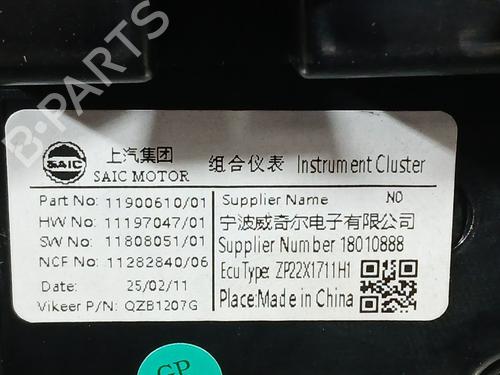 B-PARTS
SAIC
上汽集团
SAIC MOTOR
组合仪表 Instrument Cluster
Part No: 11900610/01
HW No: 11197047/01
SW No: 11808051/01
NCF No: 11282840/06
Date: 25/02/11
Vikeer P/N: QZB1207G
Supplier Name NO
宁波威奇尔电子有限公司
Supplier Number 18010888
Ecu Type: ZP22X1711H1
Place:Made in China
GP